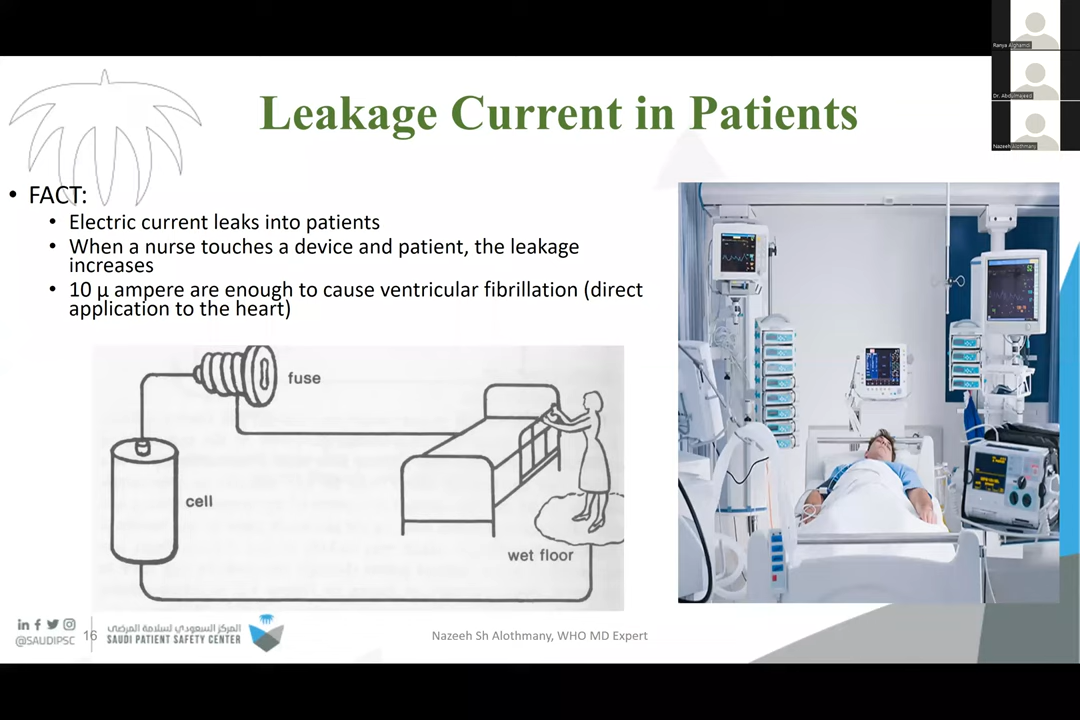 Ranya Alghamdi
Dr. Abdulmajeed
Nazeeh Alothmany
Leakage Current in Patients
• FACT:
• Electric current leaks into patients
• When a nurse touches a device and patient, the leakage
increases
• 10 µ ampere are enough to cause ventricular fibrillation (direct
application to the heart)
fuse
cell
wet floor
@SAUDIPSC
16
المركز السعودي لسلامة المرضى
SAUDI PATIENT SAFETY CENTER
Nazeeh Sh Alothmany, WHO MD Expert